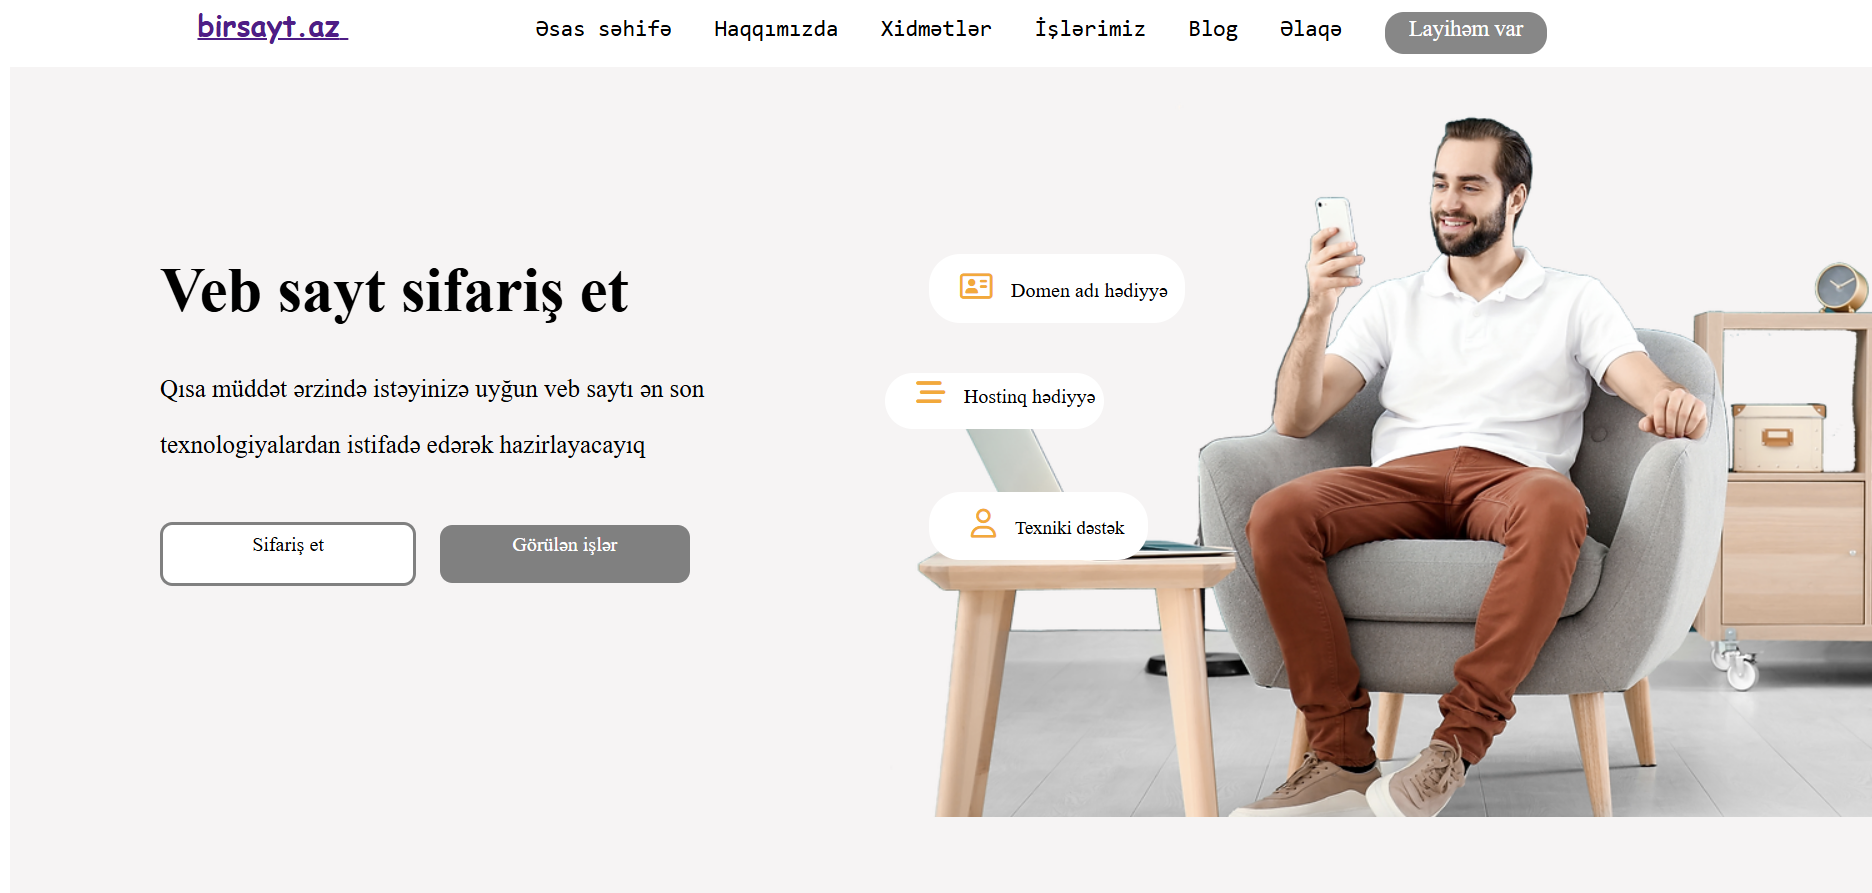 birsayt.az
Əsas səhifə
Haqqımızda
Xidmətlər
İşlərimiz
Blog
Əlaqə
Layihəm var
Veb sayt sifariş et
Qısa müddət ərzində istəyinizə uyğun veb saytı ən son
texnologiyalardan istifadə edərək hazirlayacayıq
Sifariş et
Görülən işlər
Domen adı hədiyyə
Hostinq hədiyyə
Texniki dəstək